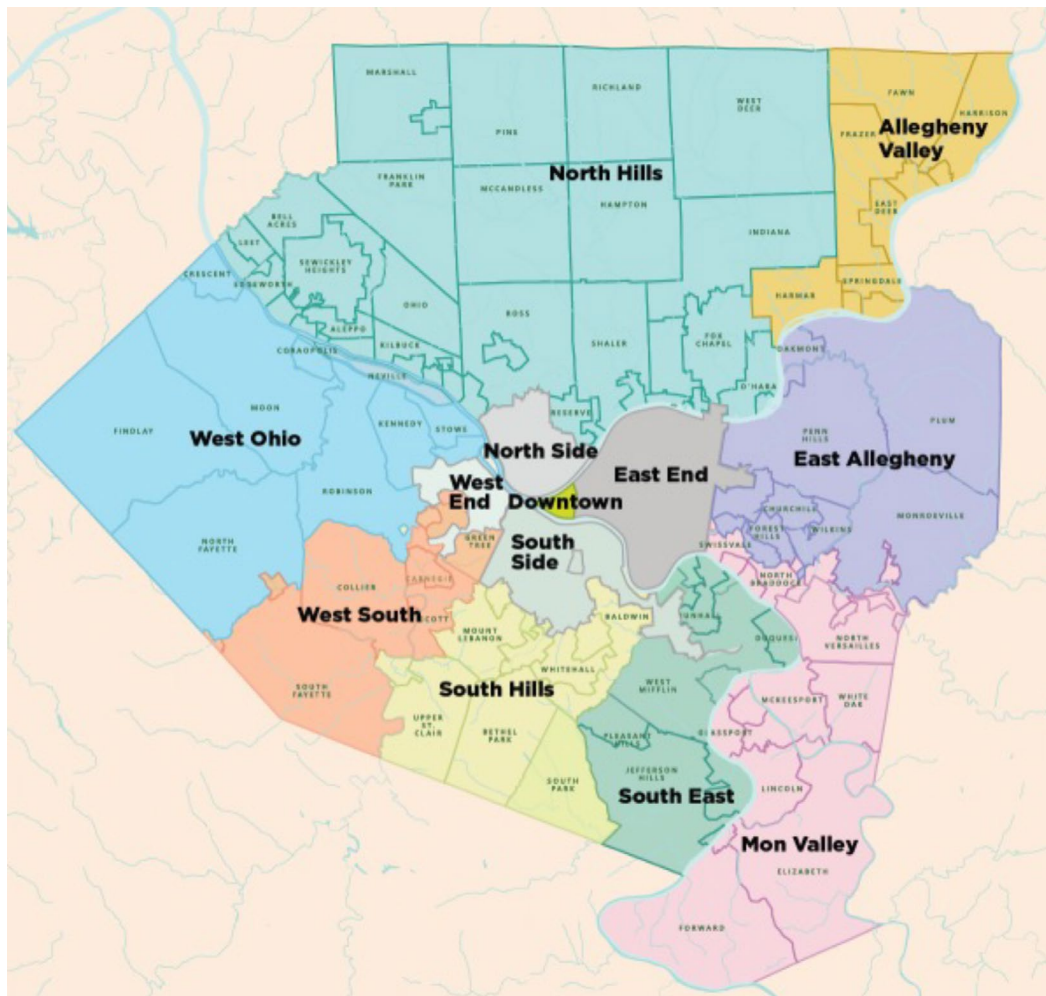 MARSHALL
RICHLAND
WEST
DEER
PINE
FAWN
HARRISON
FRAZER
Allegheny
Valley
North Hills
FRANKLIN
PARK
MCCANDLESS
HAMPTON
EAST
DEER
BELL
ACRES
LEET
INDIANA
SEWICKLEY
HEIGHTS
CRESCENT
EDGEWORTH
SPRINGDALE
HARMAR
OHIO
ROSS
ALEPPO
KILBUCK
SHALER
FOX
CHAPEL
CORAOPOLIS
OAKMONT
NEVILLE
O'HARA
MOON
RESERVE
FINDLAY
West Ohio
KENNEDY
STOWE
PLUM
PENN
HILLS
North Side
East End
East Allegheny
West
End
Downtown
ROBINSON
CHURCHILL
MONROEVILLE
FOREST
HILLS
WILKINS
NORTH
FAYETTE
GREEN
TREE
South
Side
SWISSVALE
COLLIER
CARNEGIE
NORTH
BRADDOCK
West South
SCOTT
BALDWIN
MUNHALL
MOUNT
LEBANON
DUQUESNE
NORTH
VERSAILLES
WHITEHALL
SOUTH
FAYETTE
South Hills
WEST
MIFFLIN
MCKEESPORT
WHITE
OAK
UPPER
ST.
CLAIR
BETHEL
PARK
PLEASANT
HILLS
GLASSPORT
SOUTH
PARK
JEFFERSON
HILLS
LINCOLN
South East
Mon Valley
ELIZABETH
FORWARD